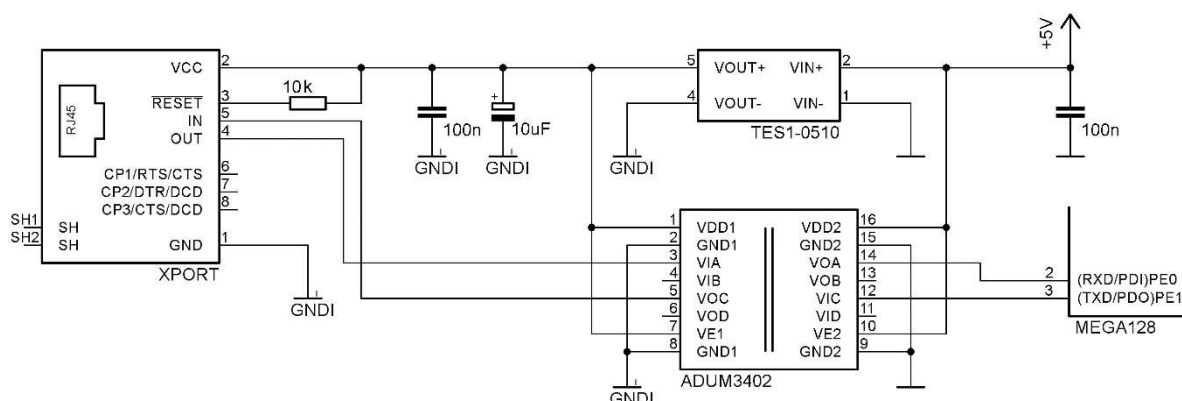 +5V
VCC 2
10k
RESET 3
IN 5
OUT 4
RJ45
CP1/RTS/CTS 6
CP2/DTR/DCD 7
CP3/CTS/DCD 8
SH1 SH
SH2 SH
GND 1
XPORT
GNDI
100n
GNDI
10uF
+
GNDI
5 VOUT+ VIN+ 2
4 VOUT- VIN- 1
TES1-0510
GNDI
100n
1 VDD1 VDD2 16
2 GND1 GND2 15
3 VIA VOA 14
4 VIB VOB 13
5 VOC VIC 12
6 VOD VID 11
7 VE1 VE2 10
8 GND1 GND2 9
ADUM3402
GNDI
2 (RXD/PDI)PE0
3 (TXD/PDO)PE1
MEGA128